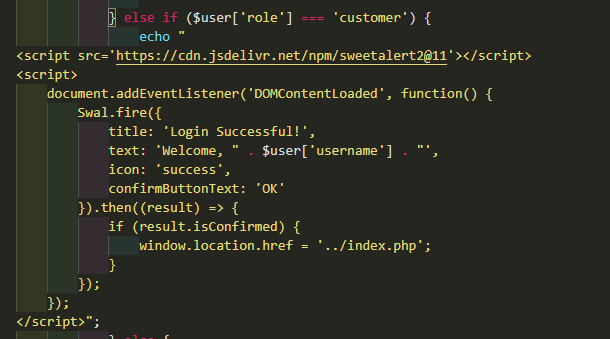 } else if ($user['role'] === 'customer') {
echo "
<script src='https://cdn.jsdelivr.net/npm/sweetalert2@11'></script>
<script>
document.addEventListener('DOMContentLoaded', function() {
Swal.fire({
title: 'Login Successful!',
text: 'Welcome, " . $user['username'] . "',
icon: 'success',
confirmButtonText: 'OK'
}).then((result) => {
if (result.isConfirmed) {
window.location.href = '../index.php';
}
});
});
</script>";
} else {